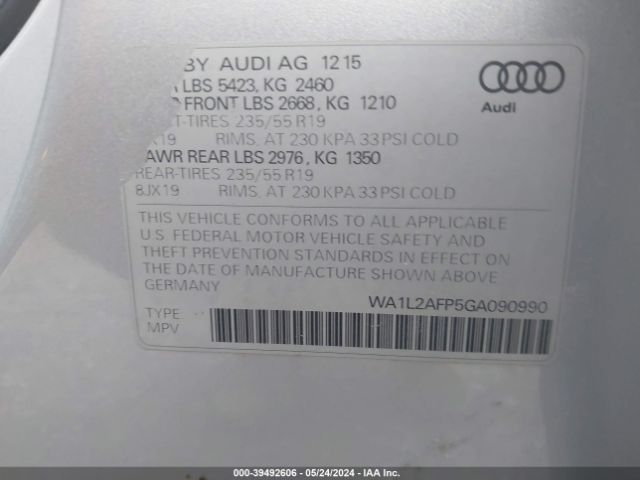 BY AUDI AG 12 15
LBS 5423, KG 2460
FRONT LBS 2668, KG 1210
T-TIRES 235/55 R19
19 RIMS. AT 230 KPA 33 PSI COLD
AWR REAR LBS 2976, KG 1350
REAR-TIRES 235/55 R19
8JX19 RIMS. AT 230 KPA 33 PSI COLD
Audi
THIS VEHICLE CONFORMS TO ALL APPLICABLE
U.S. FEDERAL MOTOR VEHICLE SAFETY AND
THEFT PREVENTION STANDARDS IN EFFECT ON
THE DATE OF MANUFACTURE SHOWN ABOVE
GERMANY
WA1L2AFP5GA090990
TYPE:
MPV
000-39492606 - 05/24/2024 - IAA Inc.